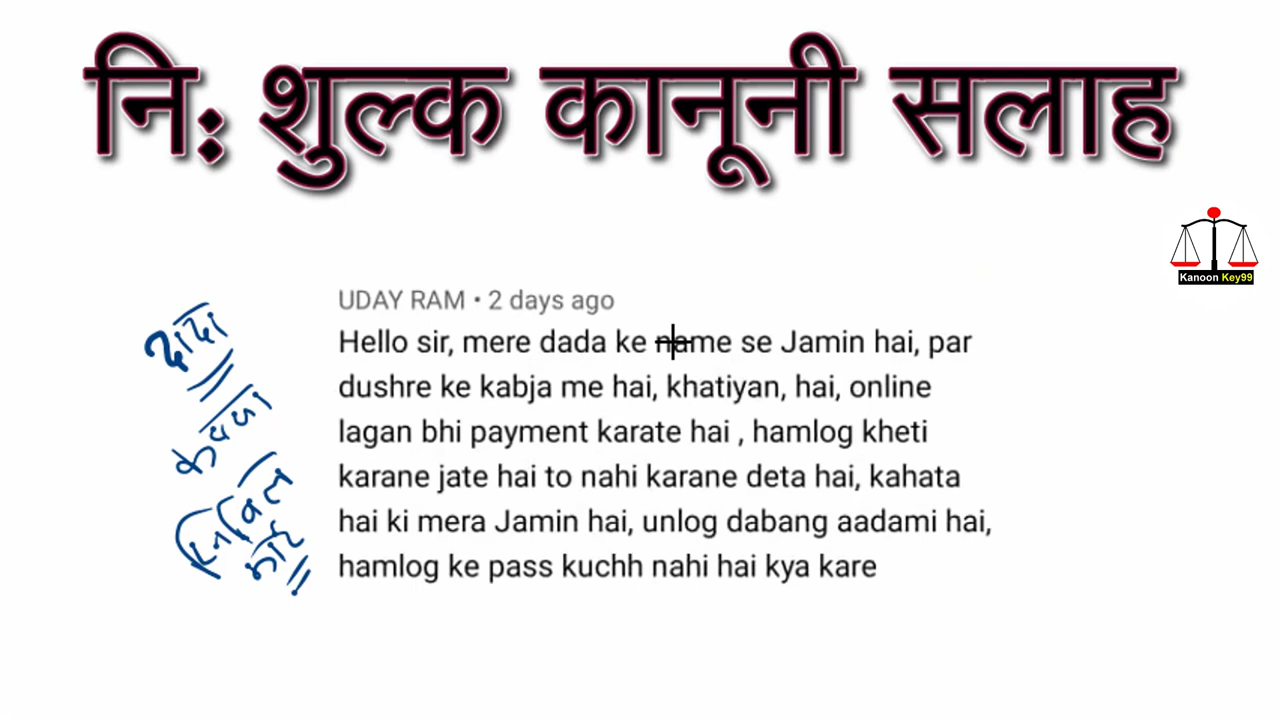 नि: शुल्क कानूनी सलाह
Kanoon Key99
UDAY RAM • 2 days ago
Hello sir, mere dada ke name se Jamin hai, par
dushre ke kabja me hai, khatiyan, hai, online
lagan bhi payment karate hai , hamlog kheti
karane jate hai to nahi karane deta hai, kahata
hai ki mera Jamin hai, unlog dabang aadami hai,
hamlog ke pass kuchh nahi hai kya kare
दादा
कब्जा